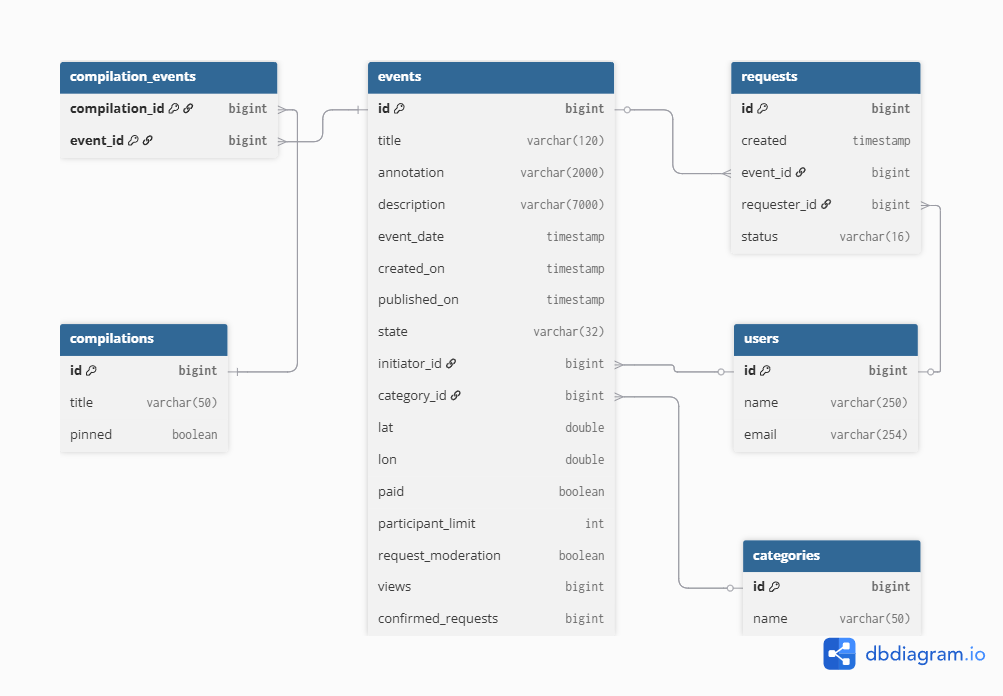 compilation_events
compilation_id bigint
event_id bigint
compilations
id bigint
title varchar(50)
pinned boolean
events
id bigint
title varchar(120)
annotation varchar(2000)
description varchar(7000)
event_date timestamp
created_on timestamp
published_on timestamp
state varchar(32)
initiator_id bigint
category_id bigint
lat double
lon double
paid boolean
participant_limit int
request_moderation boolean
views bigint
confirmed_requests bigint
requests
id bigint
created timestamp
event_id bigint
requester_id bigint
status varchar(16)
users
id bigint
name varchar(250)
email varchar(254)
categories
id bigint
name varchar(50)
dbdiagram.io